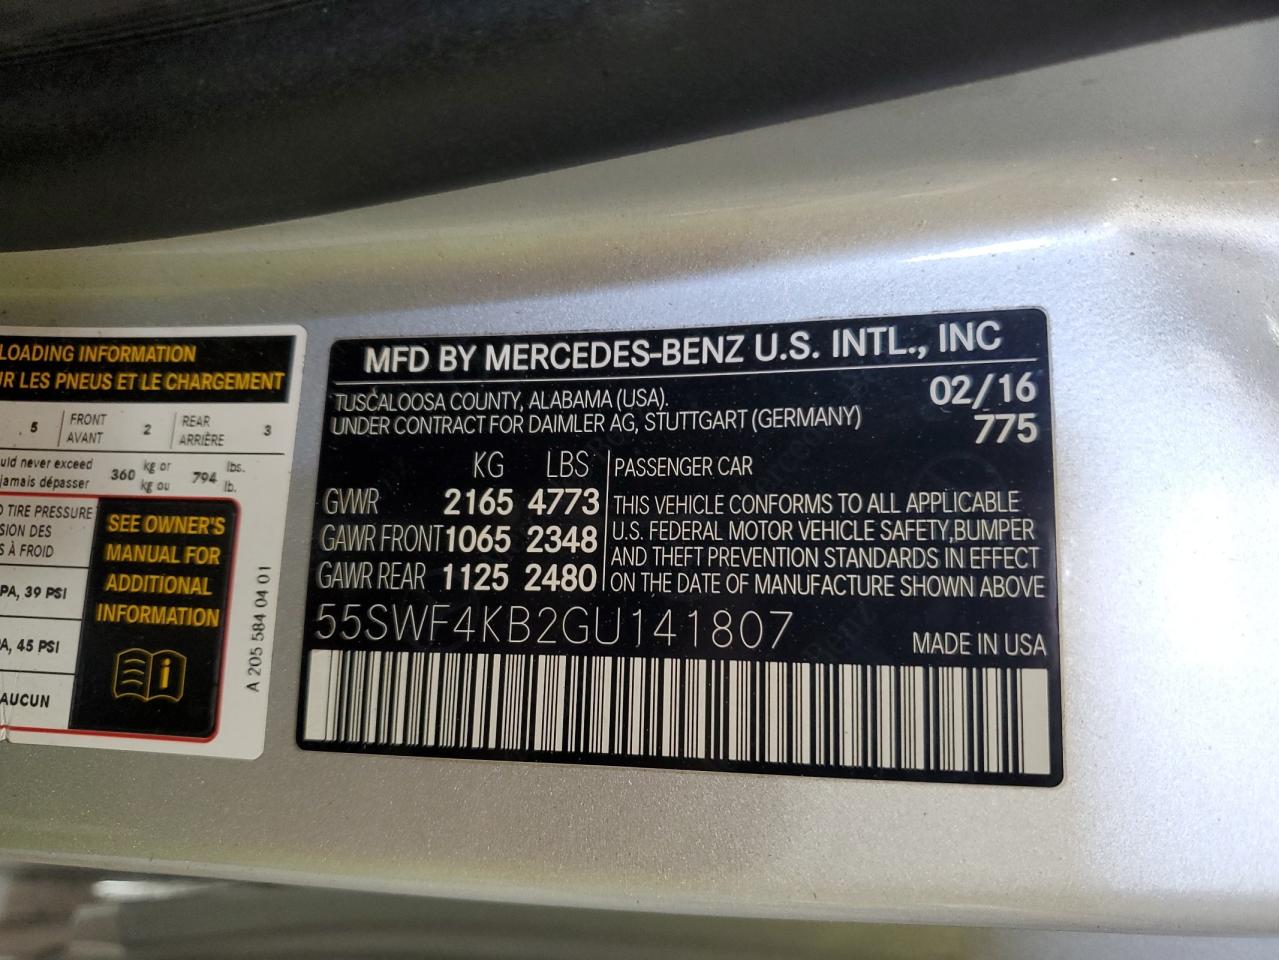 LOADING INFORMATION
R LES PNEUS ET LE CHARGEMENT
5 FRONT AVANT 2 REAR ARRIÈRE 3
uld never exceed 360 kg or 794 lbs.
jamais dépasser kg ou lb.
TIRE PRESSURE
SION DES
S À FROID
PA, 39 PSI
A, 45 PSI
AUCUN
SEE OWNER'S
MANUAL FOR
ADDITIONAL
INFORMATION
A 205 584 04 01
MFD BY MERCEDES-BENZ U.S. INTL., INC
TUSCALOOSA COUNTY, ALABAMA (USA). 02/16
UNDER CONTRACT FOR DAIMLER AG, STUTTGART (GERMANY) 775
KG LBS
GVWR 2165 4773
GAWR FRONT 1065 2348
GAWR REAR 1125 2480
PASSENGER CAR
THIS VEHICLE CONFORMS TO ALL APPLICABLE
U.S. FEDERAL MOTOR VEHICLE SAFETY,BUMPER
AND THEFT PREVENTION STANDARDS IN EFFECT
ON THE DATE OF MANUFACTURE SHOWN ABOVE
55SWF4KB2GU141807 MADE IN USA